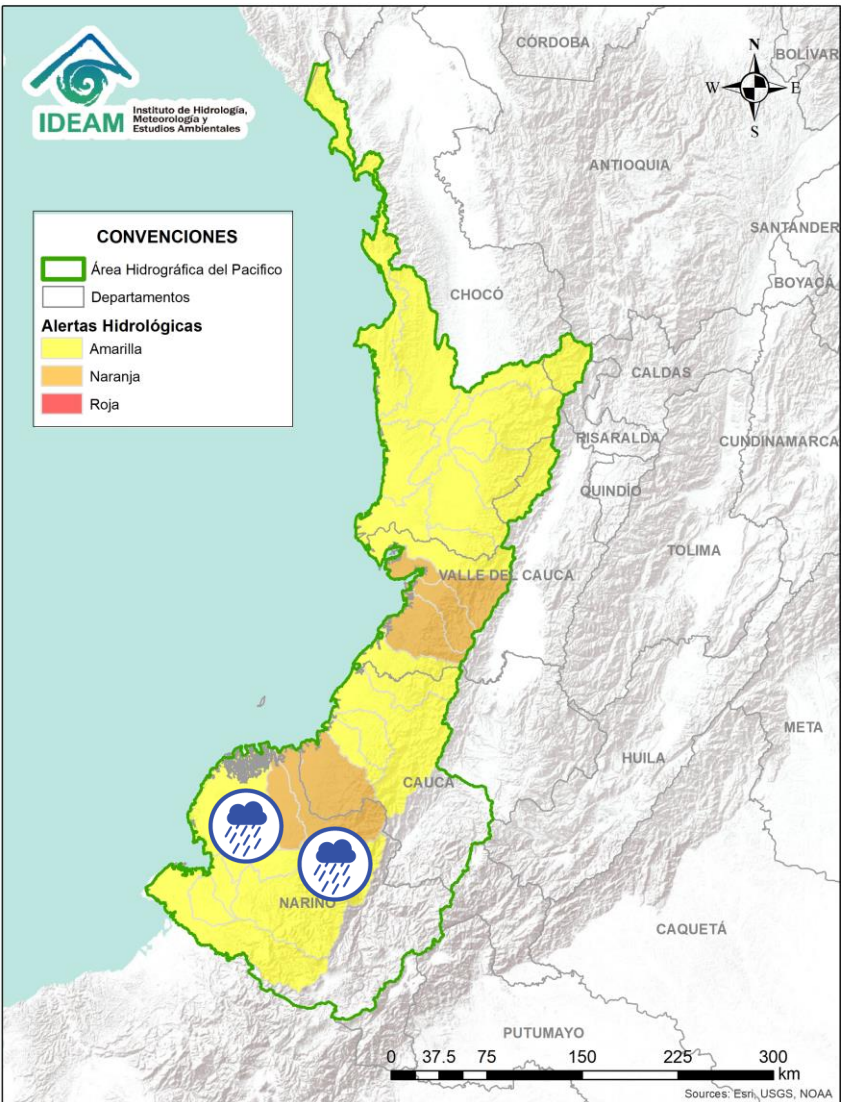 IDEAM
Instituto de Hidrología,
Meteorología y
Estudios Ambientales
CÓRDOBA
BOLÍVAR
N
W
E
S
ANTIOQUIA
SANTANDER
BOYACÁ
CONVENCIONES
Área Hidrográfica del Pacifico
Departamentos
Alertas Hidrológicas
Amarilla
Naranja
Roja
CHOCÓ
CALDAS
RISARALDA
CUNDINAMARCA
QUINDÍO
TOLIMA
VALLE DEL CAUCA
META
HUILA
CAUCA
NARIÑO
CAQUETÁ
PUTUMAYO
0 37.5 75 150 225 300
km
Sources: Esri, USGS, NOAA